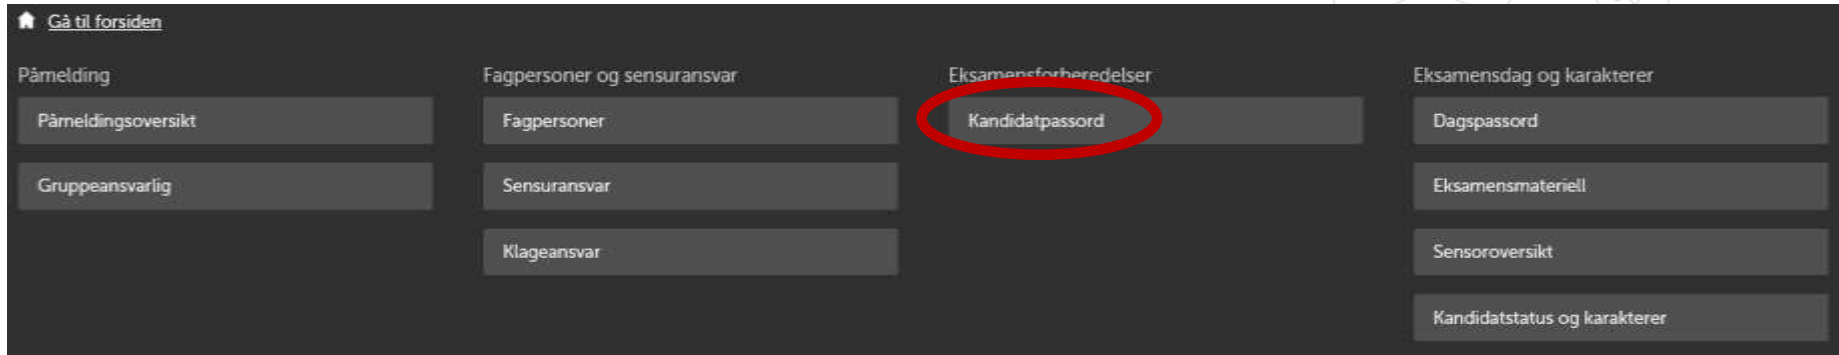 Gå til forsiden
Påmelding
Påmeldingsoversikt
Gruppeansvarlig
Fagpersoner og sensuransvar
Fagpersoner
Sensuransvar
Klageansvar
Eksamensforberedelser
Kandidatpassord
Eksamensdag og karakterer
Dagspassord
Eksamensmateriell
Sensoroversikt
Kandidatstatus og karakterer